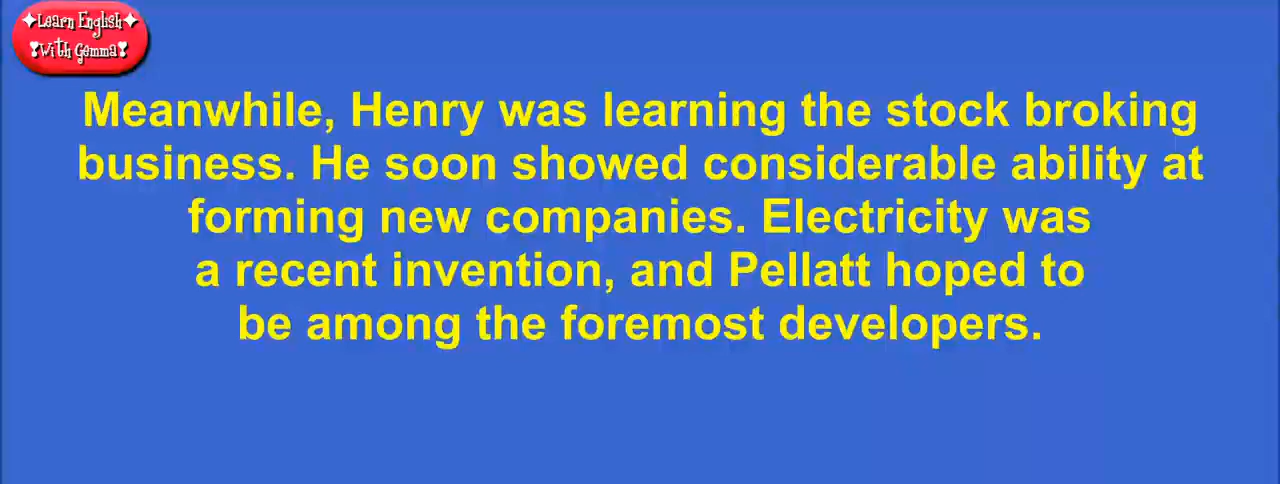 ✦Learn English✦
❣With Gemma❣
Meanwhile, Henry was learning the stock broking
business. He soon showed considerable ability at
forming new companies. Electricity was
a recent invention, and Pellatt hoped to
be among the foremost developers.